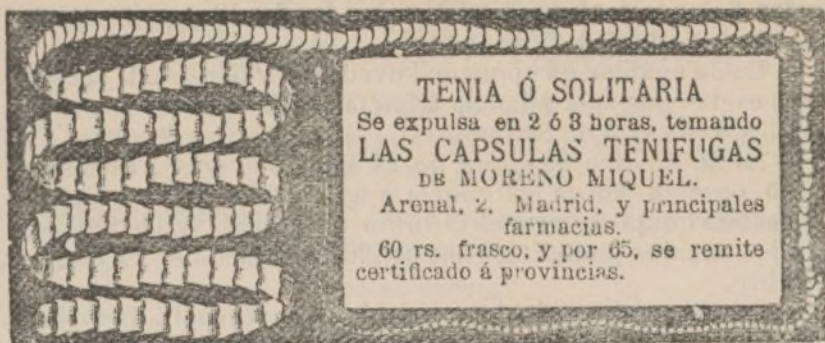 TENIA Ó SOLITARIA
Se expulsa en 2 ó 3 horas, tomando
LAS CAPSULAS TENIFUGAS
DE MORENO MIQUEL.
Arenal, 2, Madrid, y principales
farmacias.
60 rs. frasco, y por 65, se remite
certificado á provincias.